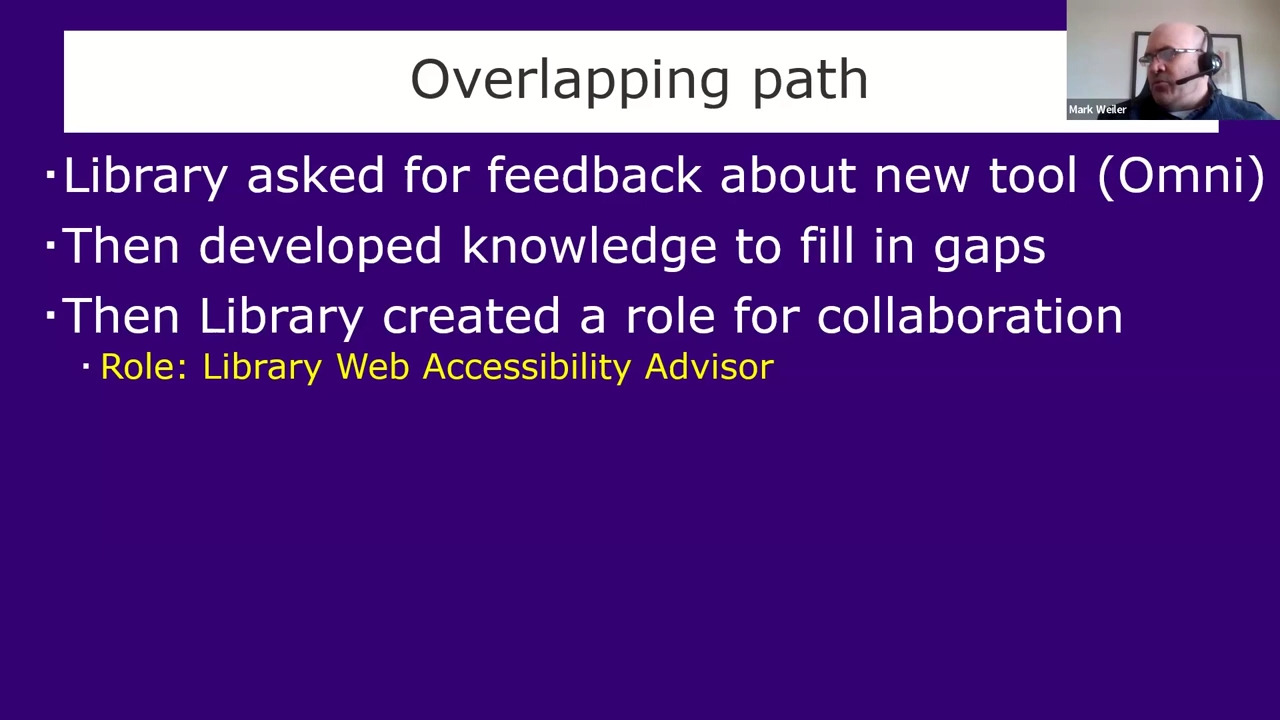 Overlapping path
Mark Weiler
▪Library asked for feedback about new tool (Omni)
▪Then developed knowledge to fill in gaps
▪Then Library created a role for collaboration
▪Role: Library Web Accessibility Advisor